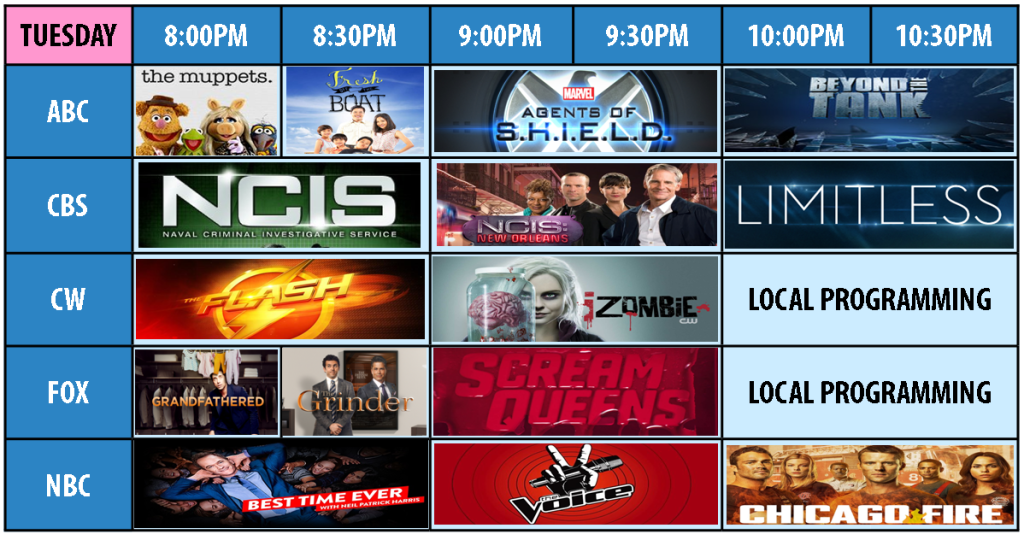 TUESDAY 8:00PM 8:30PM 9:00PM 9:30PM 10:00PM 10:30PM
ABC
the muppets.
Fresh
BOAT
MARVEL
AGENTS OF
S.H.I.E.L.D.
BEYOND THE
TANK
CBS
NCIS
NAVAL CRIMINAL INVESTIGATIVE SERVICE
NCIS:
NEW ORLEANS
LIMITLESS
CW
THE
FLASH
iZOMBIE
CW
LOCAL PROGRAMMING
FOX
GRANDFATHERED
Grinder
SCREAM
QUEENS
LOCAL PROGRAMMING
NBC
BEST TIME EVER
WITH NEIL PATRICK HARRIS
the
Voice
8
CHICAGO FIRE